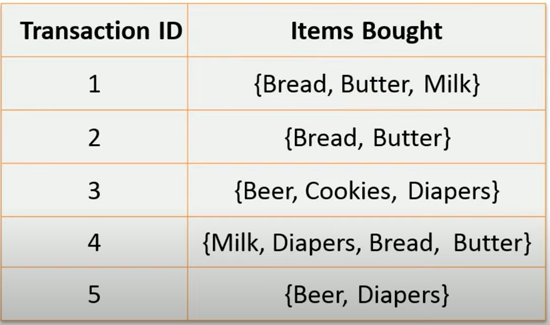 Transaction ID Items Bought
1 {Bread, Butter, Milk}
2 {Bread, Butter}
3 {Beer, Cookies, Diapers}
4 {Milk, Diapers, Bread, Butter}
5 {Beer, Diapers}